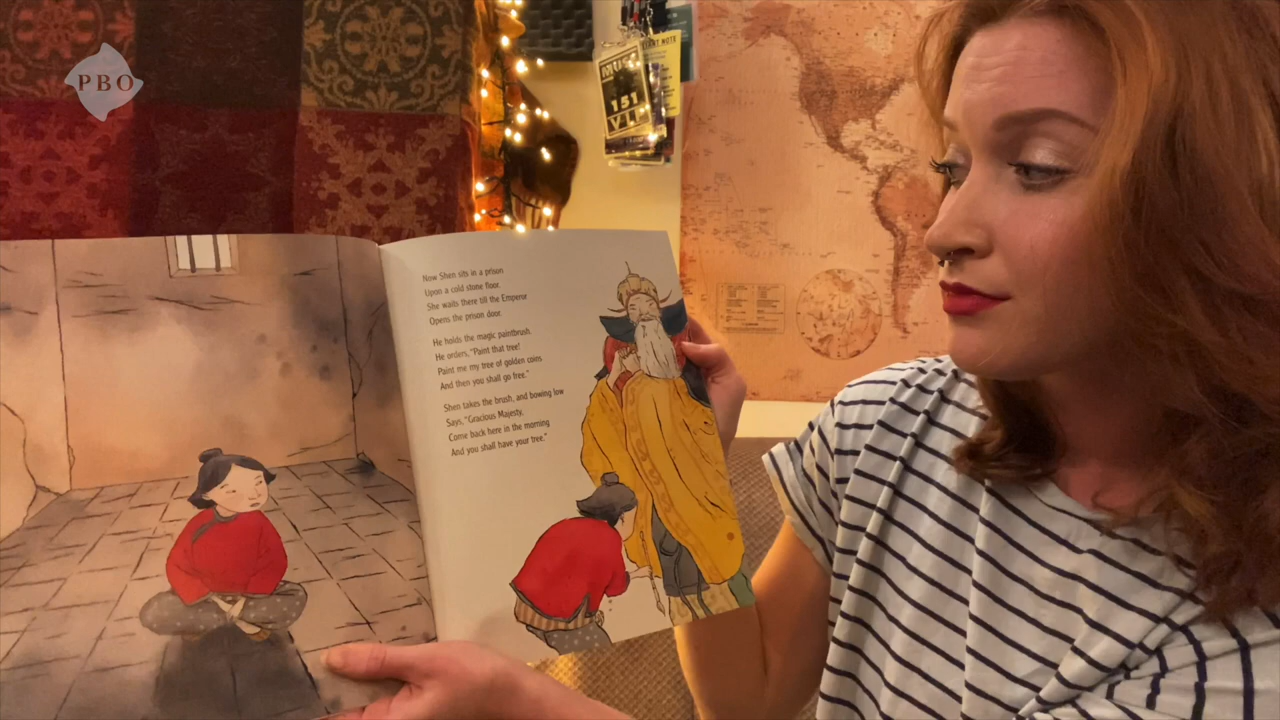 PBO
MUSE
151
Now Shen sits in a prison
Upon a cold stone floor.
She waits there till the Emperor
Opens the prison door.
He holds the magic paintbrush.
He orders, "Paint that tree!
Paint me my tree of golden coins
And then you shall go free."
Shen takes the brush, and bowing low
Says, "Gracious Majesty,
Come back here in the morning
And you shall have your tree."